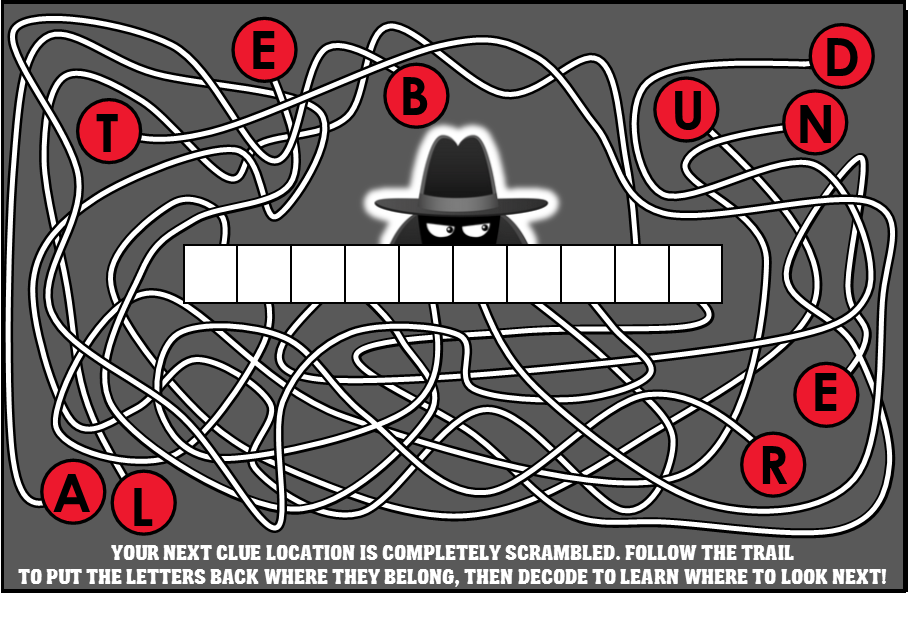 E
D
B
U
N
T
E
R
A
L
YOUR NEXT CLUE LOCATION IS COMPLETELY SCRAMBLED. FOLLOW THE TRAIL
TO PUT THE LETTERS BACK WHERE THEY BELONG, THEN DECODE TO LEARN WHERE TO LOOK NEXT!